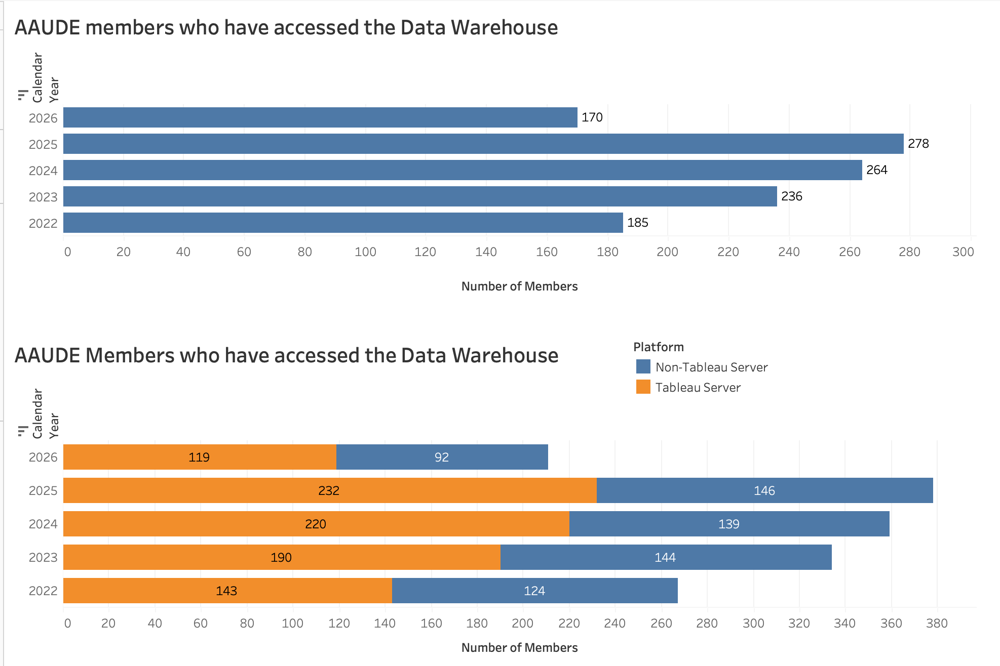 AAUDE members who have accessed the Data Warehouse
Calendar
Year
2026
170
2025
278
2024
264
2023
236
2022
185
0 20 40 60 80 100 120 140 160 180 200 220 240 260 280 300
Number of Members
AAUDE Members who have accessed the Data Warehouse
Platform
Non-Tableau Server
Tableau Server
Calendar
Year
2026 119 92
2025 232 146
2024 220 139
2023 190 144
2022 143 124
0 20 40 60 80 100 120 140 160 180 200 220 240 260 280 300 320 340 360 380
Number of Members